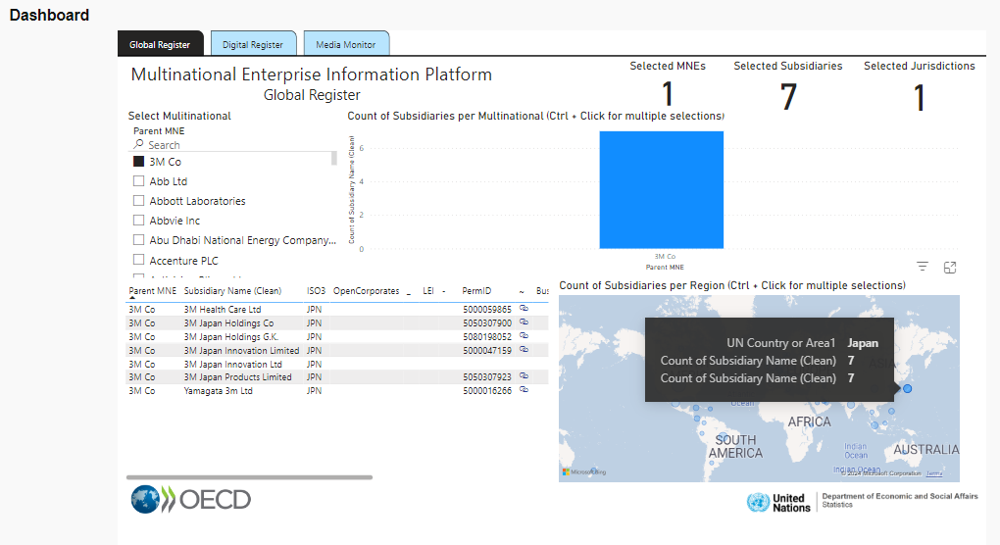 Dashboard
Global Register
Digital Register
Media Monitor
Multinational Enterprise Information Platform
Global Register
Selected MNEs
1
Selected Subsidiaries
7
Selected Jurisdictions
1
Select Mulitinational
Parent MNE
Search
3M Co
Abb Ltd
Abbott Laboratories
Abbvie Inc
Abu Dhabi National Energy Company...
Accenture PLC
Count of Subsidiaries per Multinational (Ctrl + Click for multiple selections)
Count of Subsidiary Name (Clean)
6
4
2
0
3M Co
Parent MNE
Parent MNE Subsidiary Name (Clean) ISO3 OpenCorporates _ LEI - PermID ~ Bus
3M Co 3M Health Care Ltd JPN 5000059865
3M Co 3M Japan Holdings Co JPN 5050307900
3M Co 3M Japan Holdings G.K. JPN 5080198052
3M Co 3M Japan Innovation Limited JPN 5000047159
3M Co 3M Japan Innovation Ltd JPN
3M Co 3M Japan Products Limited JPN 5050307923
3M Co Yamagata 3m Ltd JPN 5000016266
Count of Subsidiaries per Region (Ctrl + Click for multiple selections)
UN Country or Area1 Japan
Count of Subsidiary Name (Clean) 7
Count of Subsidiary Name (Clean) 7
Ocean
AFRICA
SOUTH
AMERICA
Indian
Ocean
AUSTRALIA
Microsoft Bing
© 2024 Microsoft Corporation Terms
OECD
United
Nations
Department of Economic and Social Affairs
Statistics